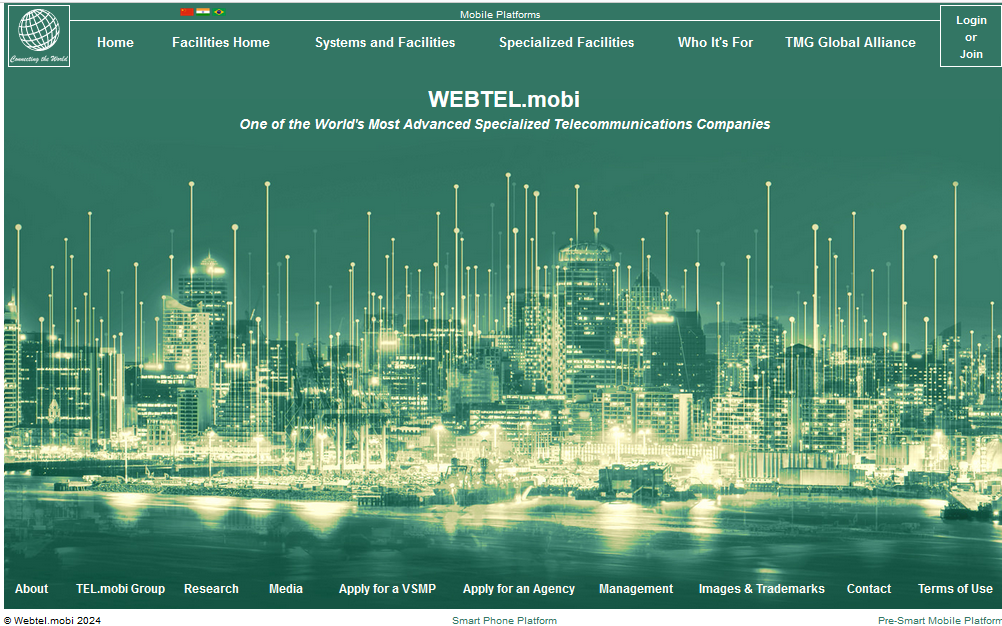 Mobile Platforms
Connecting the World
Home Facilities Home Systems and Facilities Specialized Facilities Who It's For TMG Global Alliance
Login
or
Join
WEBTEL.mobi
One of the World's Most Advanced Specialized Telecommunications Companies
About TEL.mobi Group Research Media Apply for a VSMP Apply for an Agency Management Images & Trademarks Contact Terms of Use
© Webtel.mobi 2024 Smart Phone Platform Pre-Smart Mobile Platform